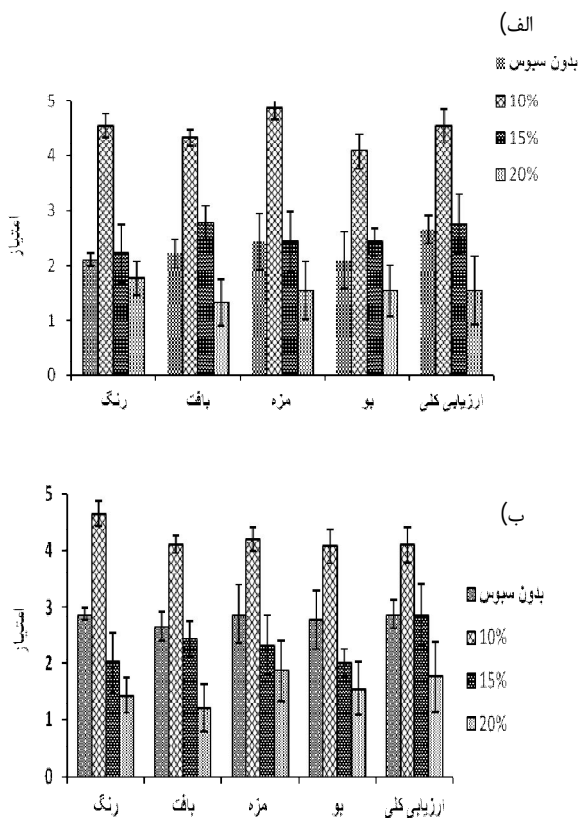 الف)
بدون سبوس
10%
15%
20%
5
4
3
2
1
0
امتیاز
رنگ
بافت
مزه
بو
ارزیابی کلی
ب)
بدون سبوس
10%
15%
20%
5
4
3
2
1
0
امتیاز
رنگ
بافت
مزه
بو
ارزیابی کلی